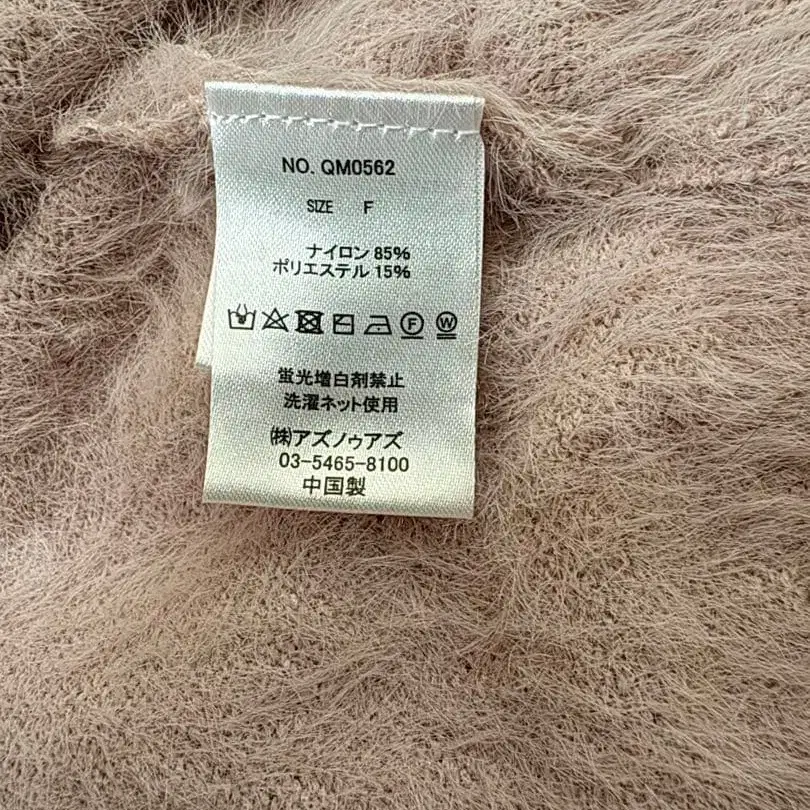 NO. QM0562
SIZE F
ナイロン 85%
ポリエステル 15%
F W
蛍光増白剤禁止
洗濯ネット使用
㈱アズノゥアズ
03-5465-8100
中国製